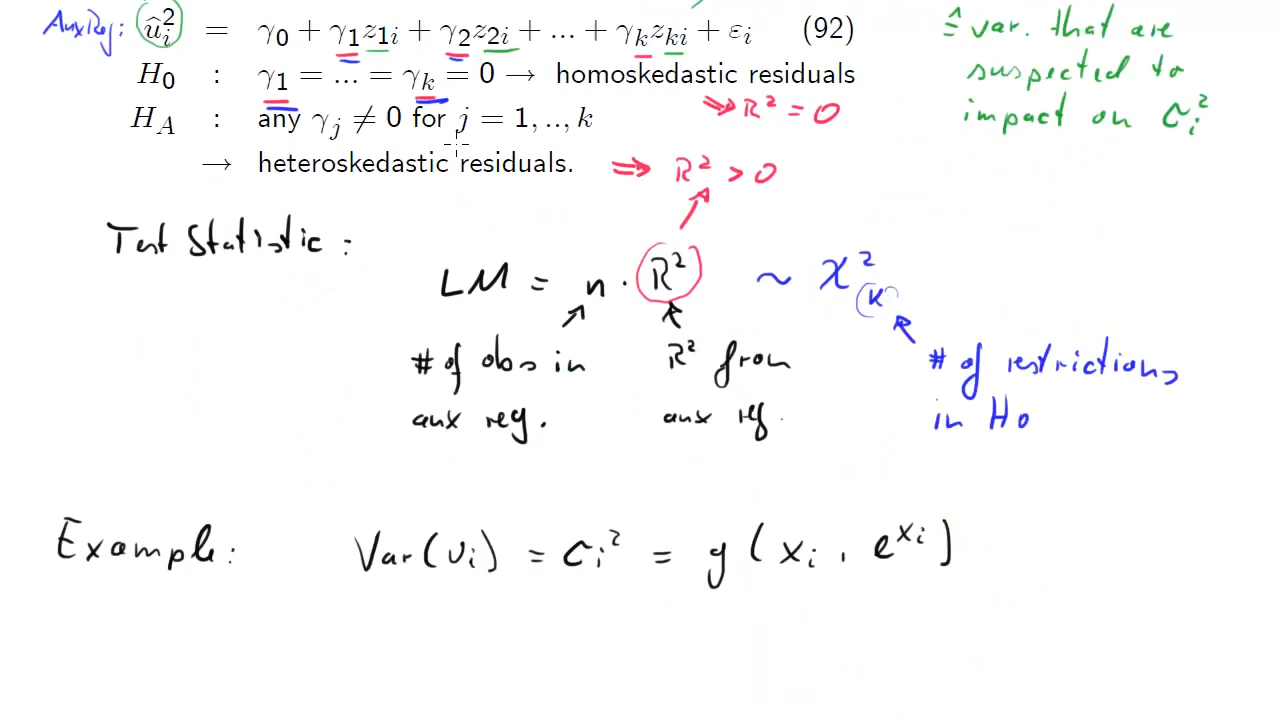 AuxReg: û²ᵢ = γ₀ + γ₁z₁ᵢ + γ₂z₂ᵢ + ... + γₖzₖᵢ + εᵢ (92)
≙ var. that are
suspected to
impact on σᵢ²
H₀ : γ₁ = ... = γₖ = 0 → homoskedastic residuals
⇒ R² = 0
H_A : any γⱼ ≠ 0 for j = 1, .., k
→ heteroskedastic residuals.
⇒ R² > 0
Test Statistic:
LM = n · R² ~ χ²(k)
# of obs in
aux reg.
R² from
aux reg.
# of restrictions
in H₀
Example: Var(υᵢ) = σᵢ² = g(xᵢ, e^{xᵢ})